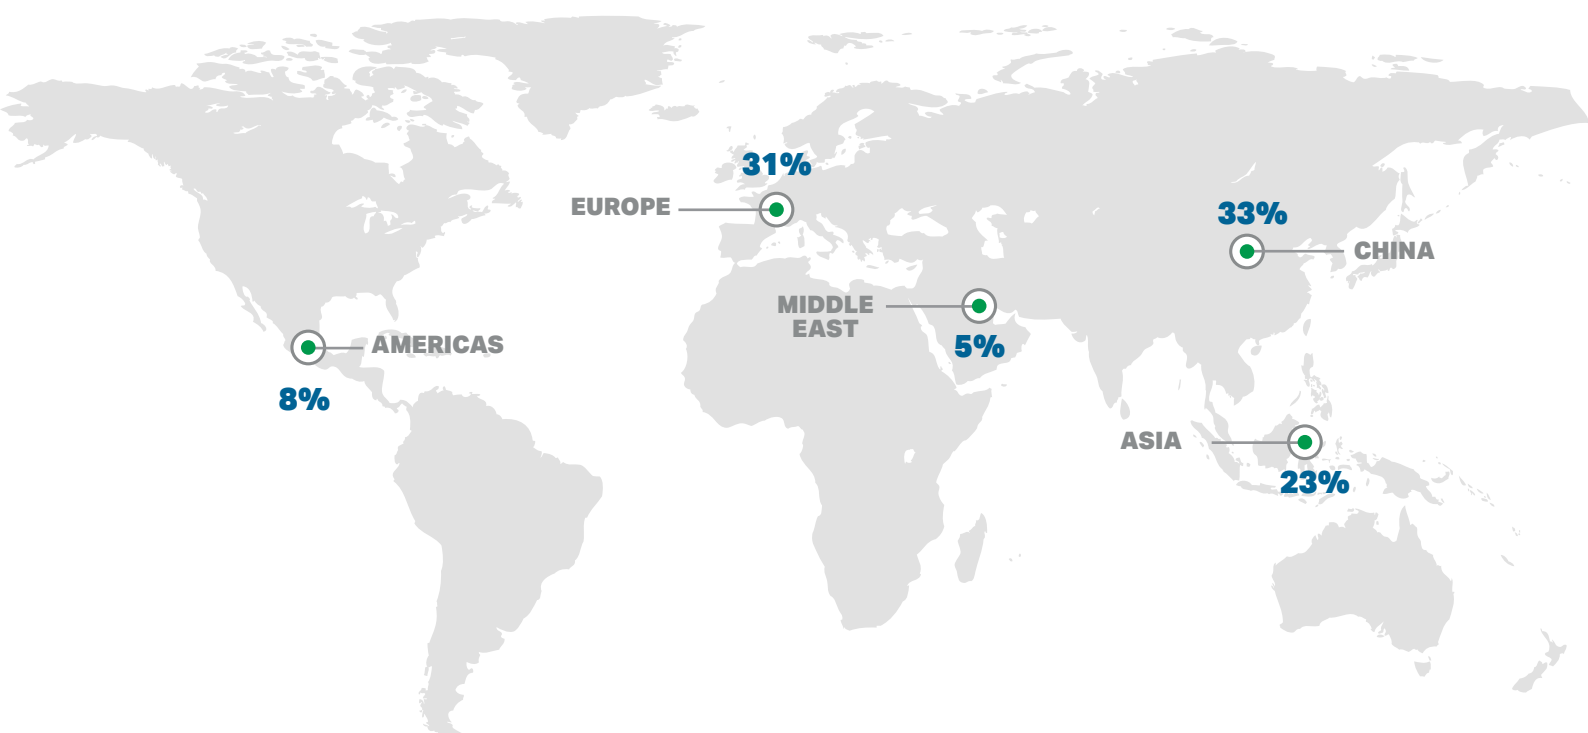 31%
EUROPE
33%
CHINA
MIDDLE
EAST
5%
AMERICAS
8%
ASIA
23%